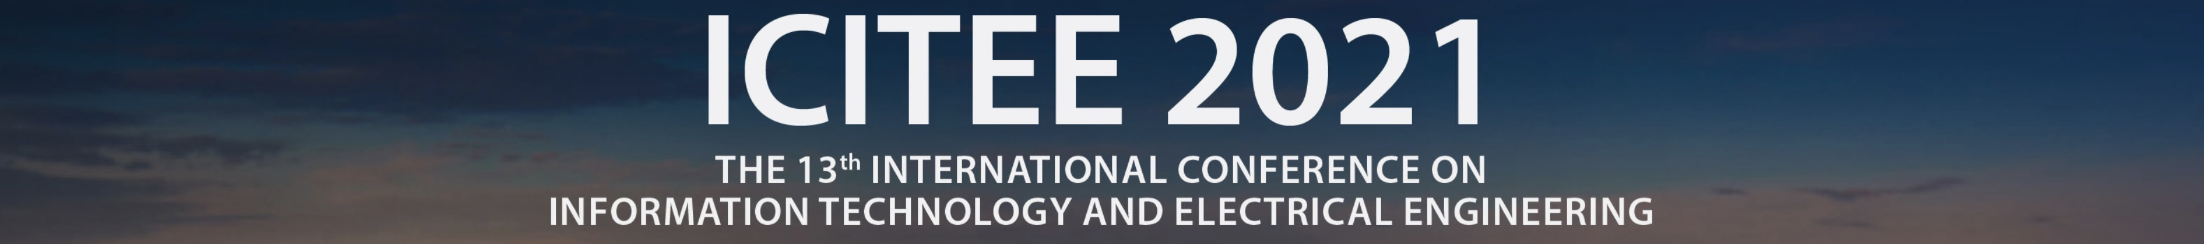 ICITEE 2021
THE 13th INTERNATIONAL CONFERENCE ON
INFORMATION TECHNOLOGY AND ELECTRICAL ENGINEERING